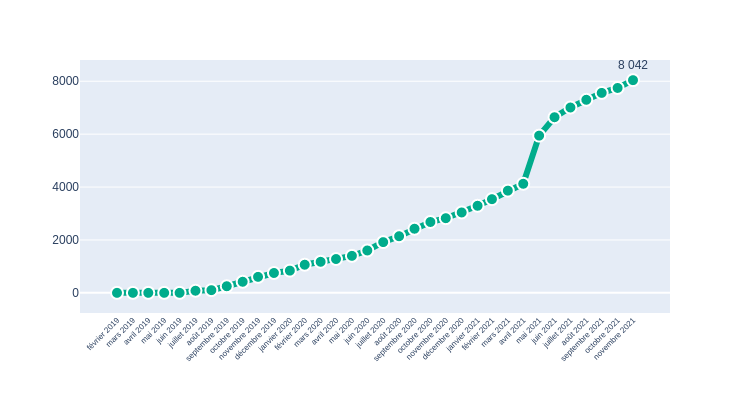 8 042
8000
6000
4000
2000
0
février 2019
mars 2019
avril 2019
mai 2019
juin 2019
juillet 2019
août 2019
septembre 2019
octobre 2019
novembre 2019
décembre 2019
janvier 2020
février 2020
mars 2020
avril 2020
mai 2020
juin 2020
juillet 2020
août 2020
septembre 2020
octobre 2020
novembre 2020
décembre 2020
janvier 2021
février 2021
mars 2021
avril 2021
mai 2021
juin 2021
juillet 2021
août 2021
septembre 2021
octobre 2021
novembre 2021